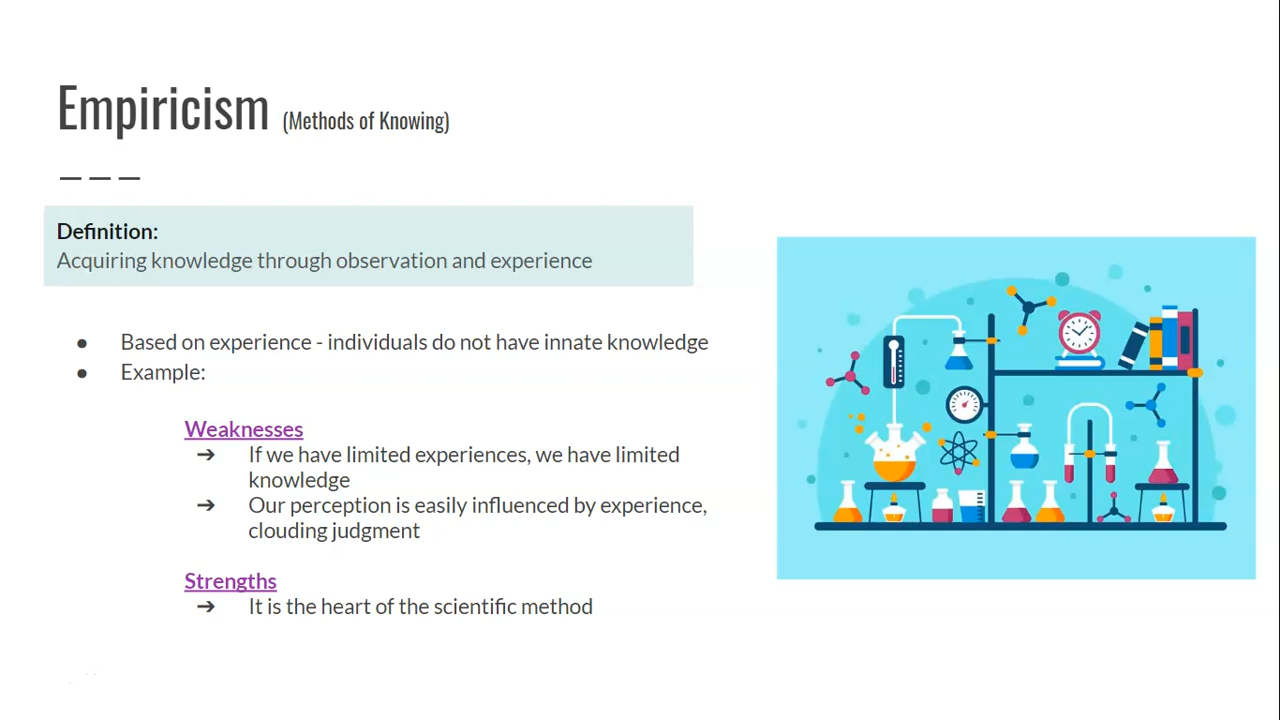 Empiricism (Methods of Knowing)
Definition:
Acquiring knowledge through observation and experience
● Based on experience - individuals do not have innate knowledge
● Example:
Weaknesses
➔ If we have limited experiences, we have limited
knowledge
➔ Our perception is easily influenced by experience,
clouding judgment
Strengths
➔ It is the heart of the scientific method